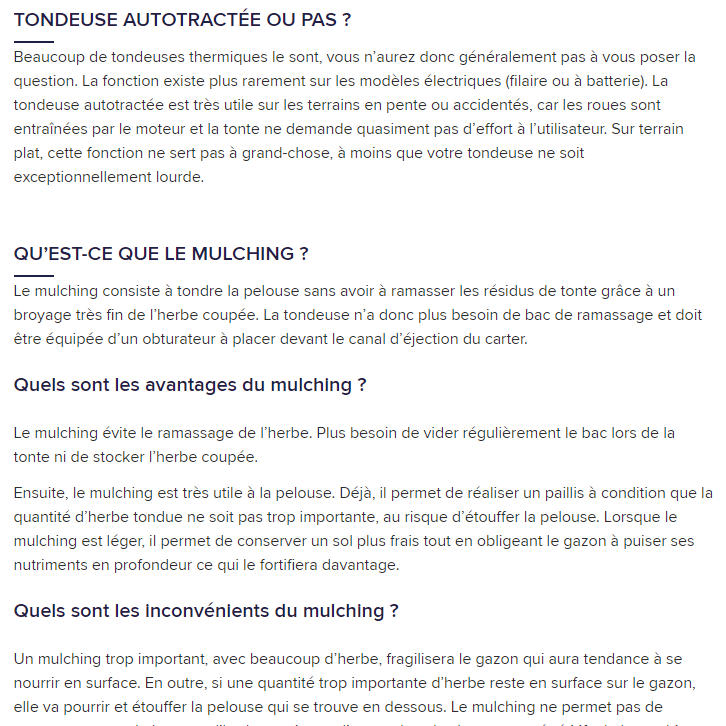 TONDEUSE AUTOTRACTÉE OU PAS ?
Beaucoup de tondeuses thermiques le sont, vous n’aurez donc généralement pas à vous poser la
question. La fonction existe plus rarement sur les modèles électriques (filaire ou à batterie). La
tondeuse autotractée est très utile sur les terrains en pente ou accidentés, car les roues sont
entraînées par le moteur et la tonte ne demande quasiment pas d’effort à l’utilisateur. Sur terrain
plat, cette fonction ne sert pas à grand-chose, à moins que votre tondeuse ne soit
exceptionnellement lourde.
QU’EST-CE QUE LE MULCHING ?
Le mulching consiste à tondre la pelouse sans avoir à ramasser les résidus de tonte grâce à un
broyage très fin de l’herbe coupée. La tondeuse n’a donc plus besoin de bac de ramassage et doit
être équipée d’un obturateur à placer devant le canal d’éjection du carter.
Quels sont les avantages du mulching ?
Le mulching évite le ramassage de l’herbe. Plus besoin de vider régulièrement le bac lors de la
tonte ni de stocker l’herbe coupée.
Ensuite, le mulching est très utile à la pelouse. Déjà, il permet de réaliser un paillis à condition que la
quantité d’herbe tondue ne soit pas trop importante, au risque d’étouffer la pelouse. Lorsque le
mulching est léger, il permet de conserver un sol plus frais tout en obligeant le gazon à puiser ses
nutriments en profondeur ce qui le fortifiera davantage.
Quels sont les inconvénients du mulching ?
Un mulching trop important, avec beaucoup d’herbe, fragilisera le gazon qui aura tendance à se
nourrir en surface. En outre, si une quantité trop importante d’herbe reste en surface sur le gazon,
elle va pourrir et étouffer la pelouse qui se trouve en dessous. Le mulching ne permet pas de